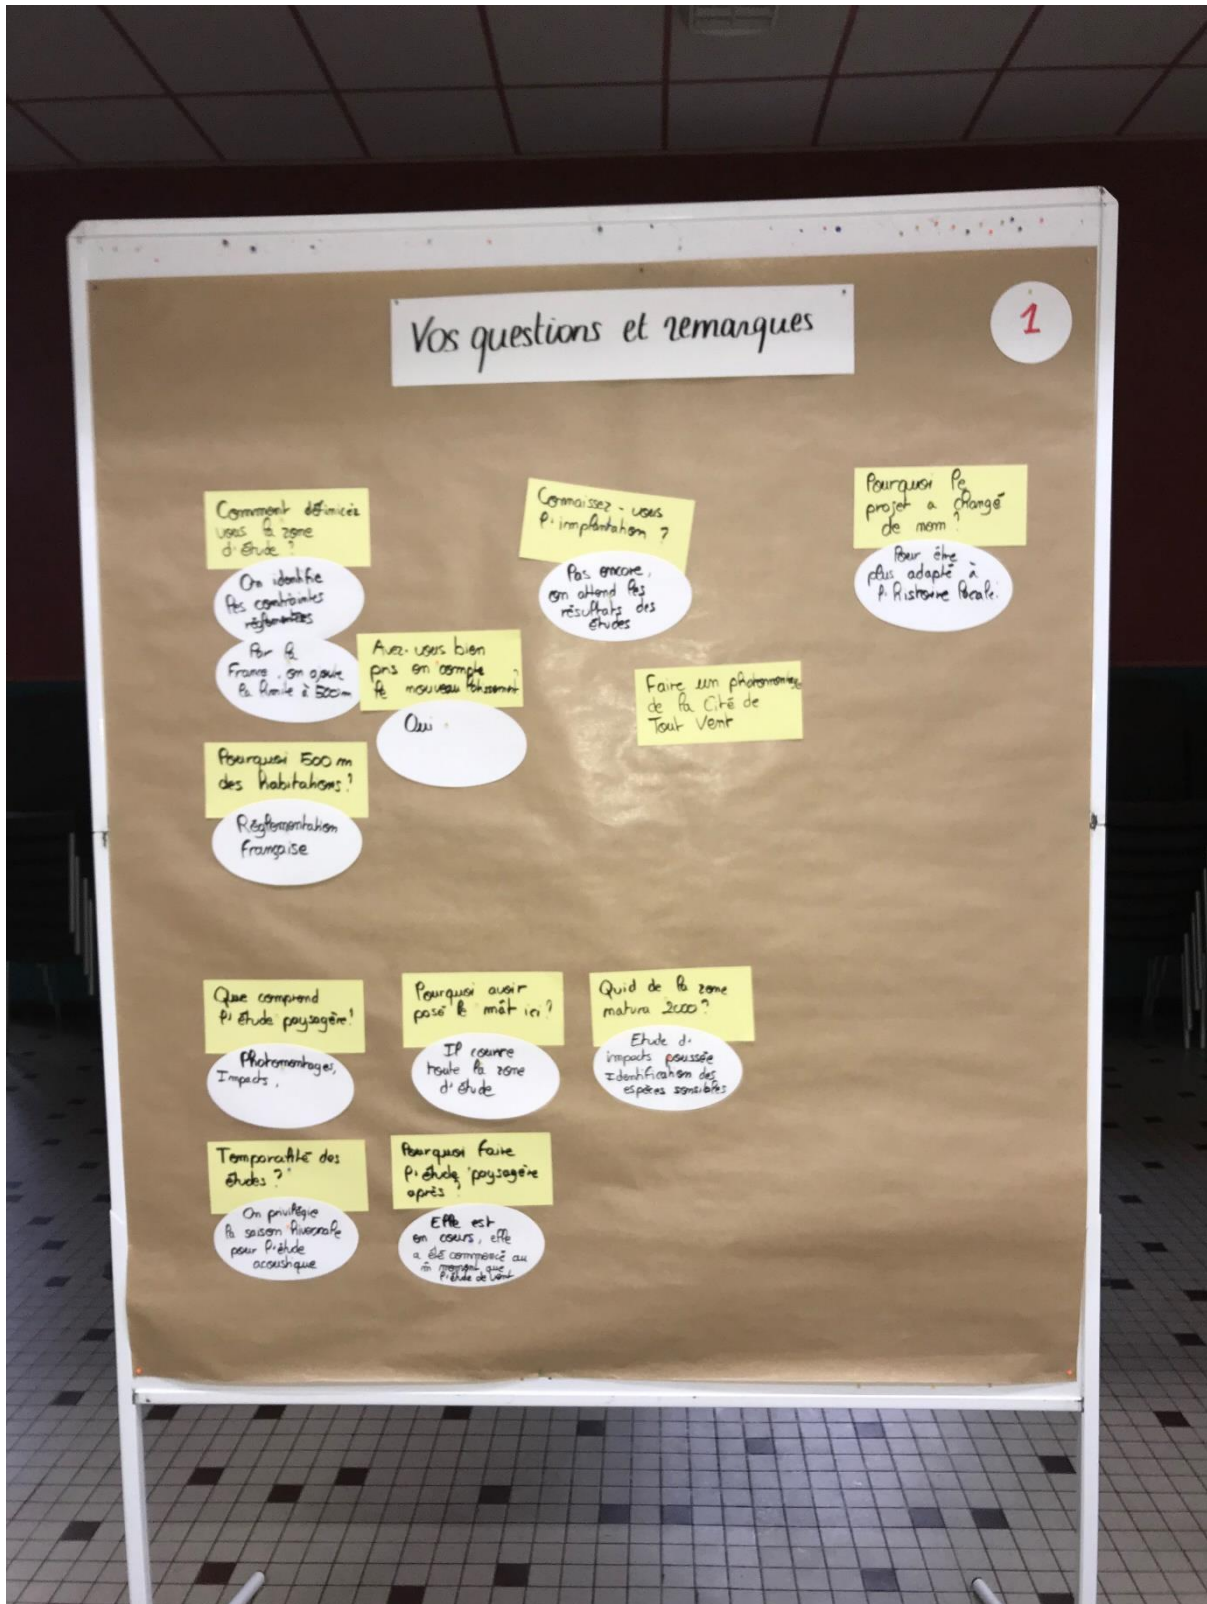 Vos questions et remarques
1
Comment définicez
vous la zone
d'étude ?
On identifie
les contraintes
Par la
France, on ajoute
la limite à 500m
Avez-vous bien
pris en compte
le nouveau ?
Oui.
Pourquoi 500 m
des habitations ?
Réglementation
Française
Connaissez-vous
l'implantation ?
Pas encore,
on attend les
résultats des
études
Faire un photomontage
de la Cité de
Tout Vent
Pourquoi le
projet a changé
de nom ?
Pour être
plus adapté à
l'histoire locale.
Que comprend
l'étude paysagère ?
Photomontages,
Impacts.
Pourquoi avoir
posé le mât ici ?
Il couvre
toute la zone
d'étude
Quid de la zone
natura 2000 ?
Etude d'
impacts poussée
Identification des
espèces sensibles
Temporalité des
études ?
On privilégie
la saison hivernale
pour l'étude
acoustique
Pourquoi faire
l'étude paysagère
après ?
Elle est
en cours, elle
a été commencé au
m̂ moment que
l'étude de vent